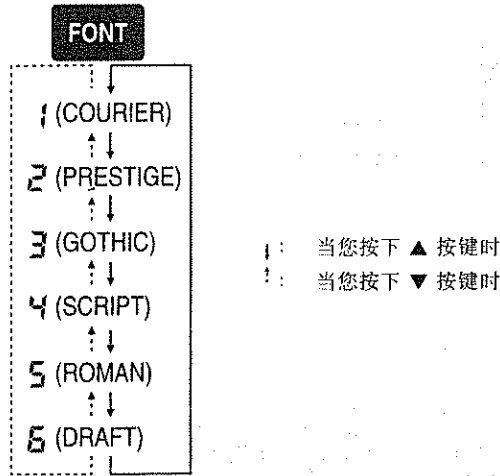 FONT
1 (COURIER)
2 (PRESTIGE)
3 (GOTHIC)
↓: 当您按下 ▲ 按键时
↑: 当您按下 ▼ 按键时
4 (SCRIPT)
5 (ROMAN)
6 (DRAFT)